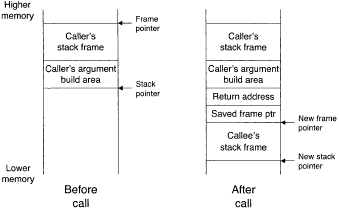 Higher
memory
Frame
pointer
Caller's
stack frame
Caller's argument
build area
Stack
pointer
Lower
memory
Before
call
Caller's
stack frame
Caller's argument
build area
Return address
Saved frame ptr
New frame
pointer
Callee's
stack frame
New stack
pointer
After
call